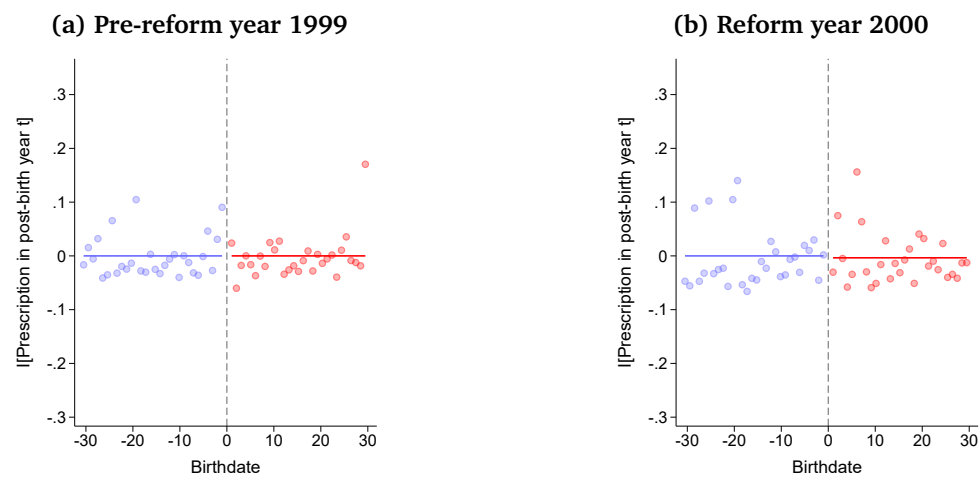 (a) Pre-reform year 1999
I[Prescription in post-birth year t]
.3
.2
.1
0
-.1
-.2
-.3
-30 -20 -10 0 10 20 30
Birthdate
(b) Reform year 2000
I[Prescription in post-birth year t]
.3
.2
.1
0
-.1
-.2
-.3
-30 -20 -10 0 10 20 30
Birthdate